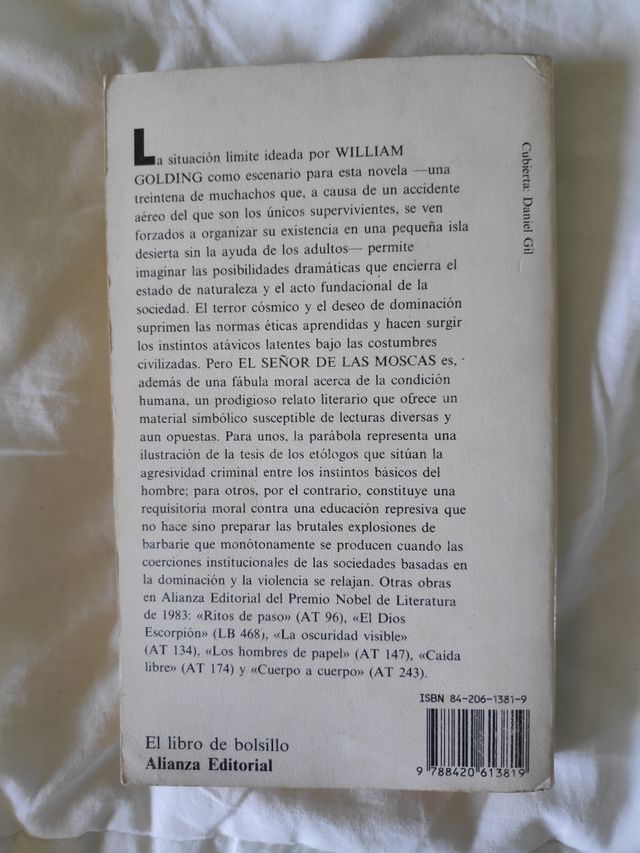 La situación límite ideada por WILLIAM
GOLDING como escenario para esta novela —una
treintena de muchachos que, a causa de un accidente
aéreo del que son los únicos supervivientes, se ven
forzados a organizar su existencia en una pequeña isla
desierta sin la ayuda de los adultos— permite
imaginar las posibilidades dramáticas que encierra el
estado de naturaleza y el acto fundacional de la
sociedad. El terror cósmico y el deseo de dominación
suprimen las normas éticas aprendidas y hacen surgir
los instintos atávicos latentes bajo las costumbres
civilizadas. Pero EL SEÑOR DE LAS MOSCAS es,
además de una fábula moral acerca de la condición
humana, un prodigioso relato literario que ofrece un
material simbólico susceptible de lecturas diversas y
aun opuestas. Para unos, la parábola representa una
ilustración de la tesis de los etólogos que sitúan la
agresividad criminal entre los instintos básicos del
hombre; para otros, por el contrario, constituye una
requisitoria moral contra una educación represiva que
no hace sino preparar las brutales explosiones de
barbarie que monótonamente se producen cuando las
coerciones institucionales de las sociedades basadas en
la dominación y la violencia se relajan. Otras obras
en Alianza Editorial del Premio Nobel de Literatura
de 1983: «Ritos de paso» (AT 96), «El Dios
Escorpión» (LB 468), «La oscuridad visible»
(AT 134), «Los hombres de papel» (AT 147), «Caída
libre» (AT 174) y «Cuerpo a cuerpo» (AT 243).
Cubierta: Daniel Gil
ISBN 84-206-1381-9
9 788420 613819
El libro de bolsillo
Alianza Editorial